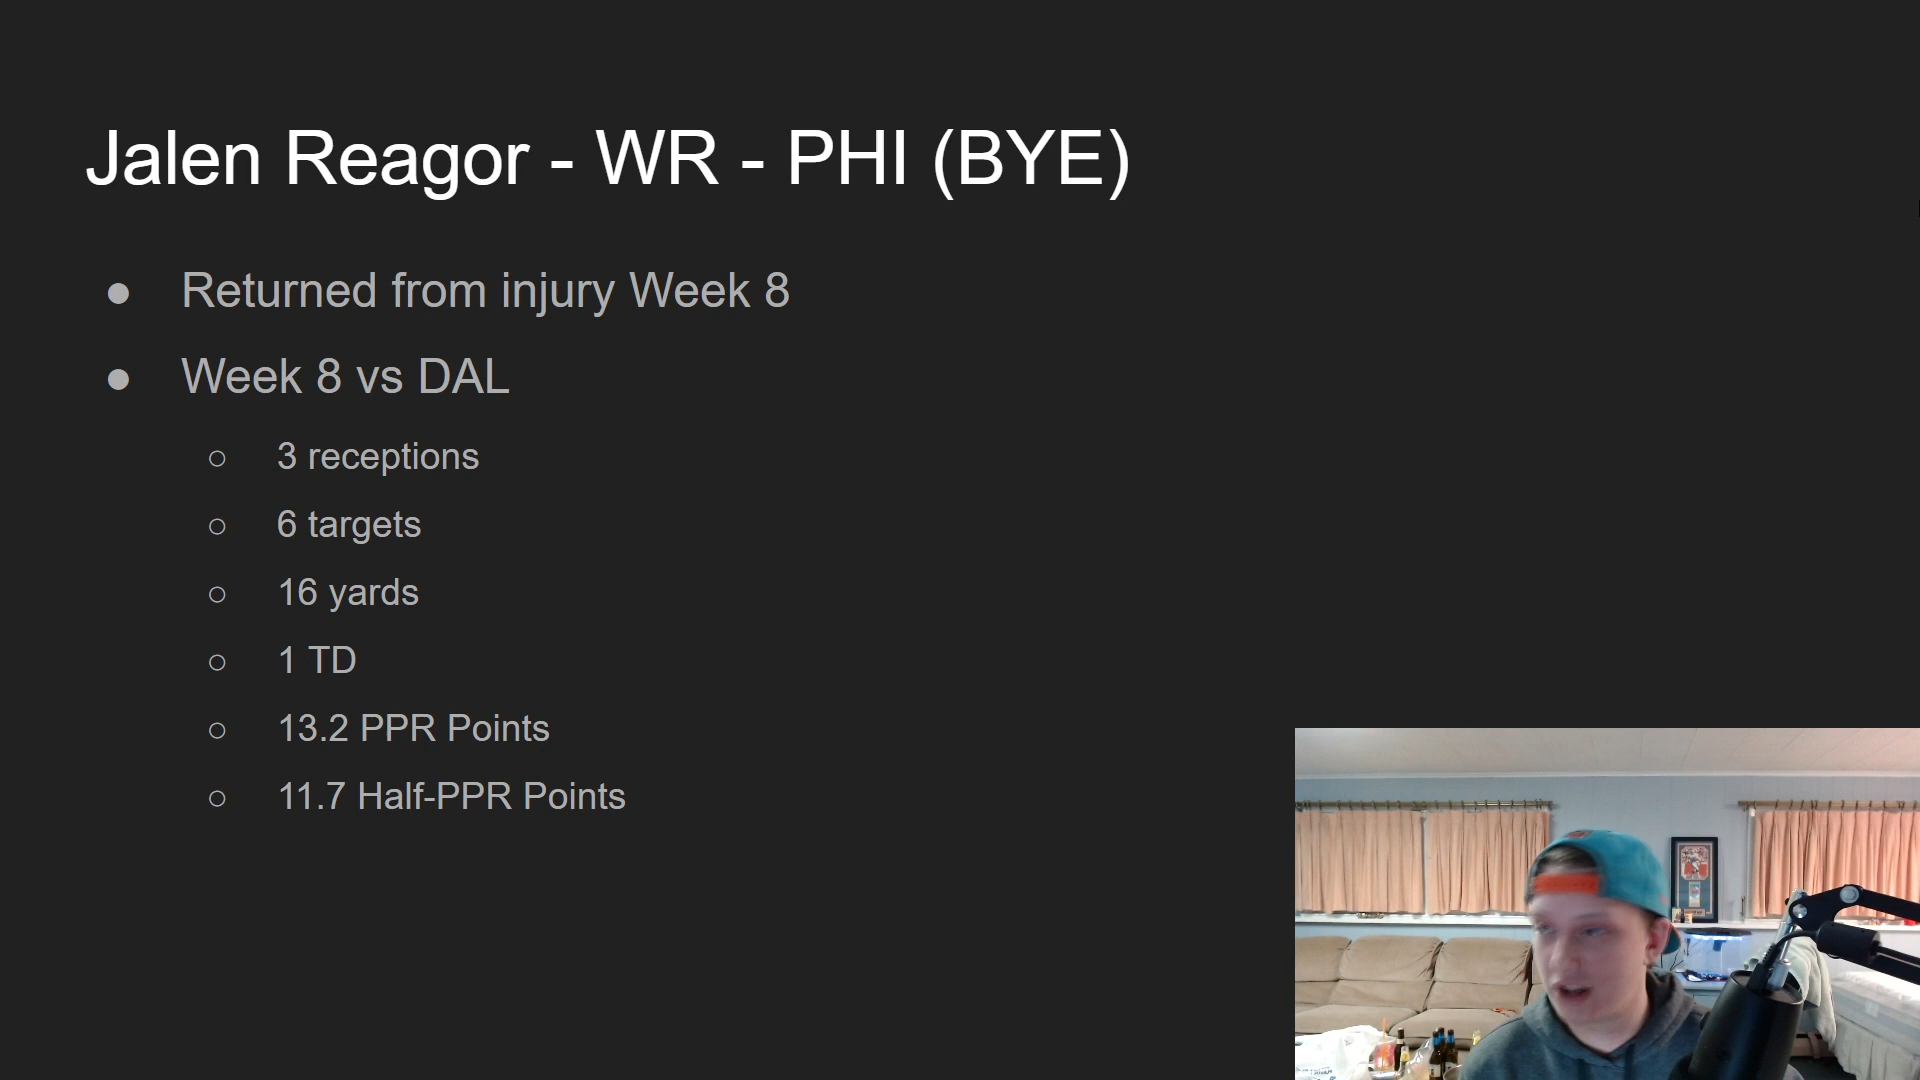 Jalen Reagor - WR - PHI (BYE)
● Returned from injury Week 8
● Week 8 vs DAL
○ 3 receptions
○ 6 targets
○ 16 yards
○ 1 TD
○ 13.2 PPR Points
○ 11.7 Half-PPR Points